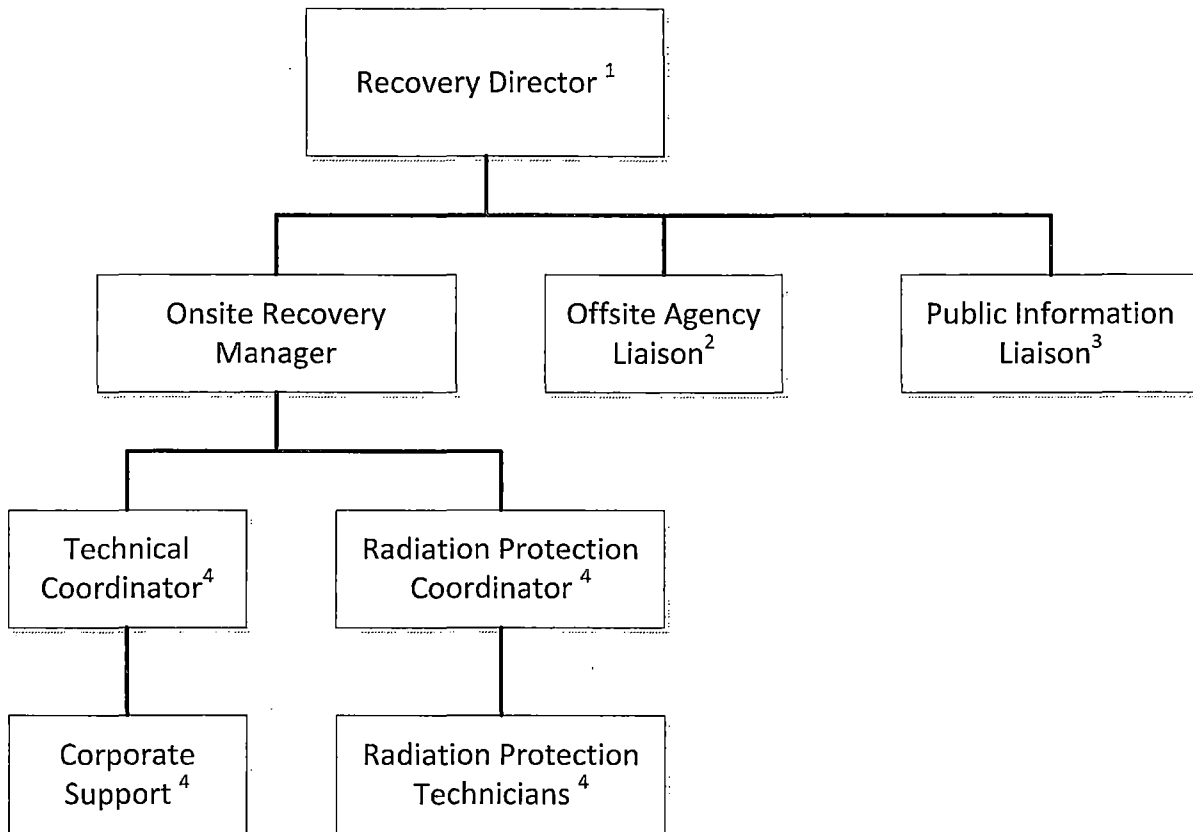 Recovery Director 1
Onsite Recovery
Manager
Offsite Agency
Liaison2
Public Information
Liaison3
Technical
Coordinator4
Radiation Protection
Coordinator 4
Corporate
Support 4
Radiation Protection
Technicians 4